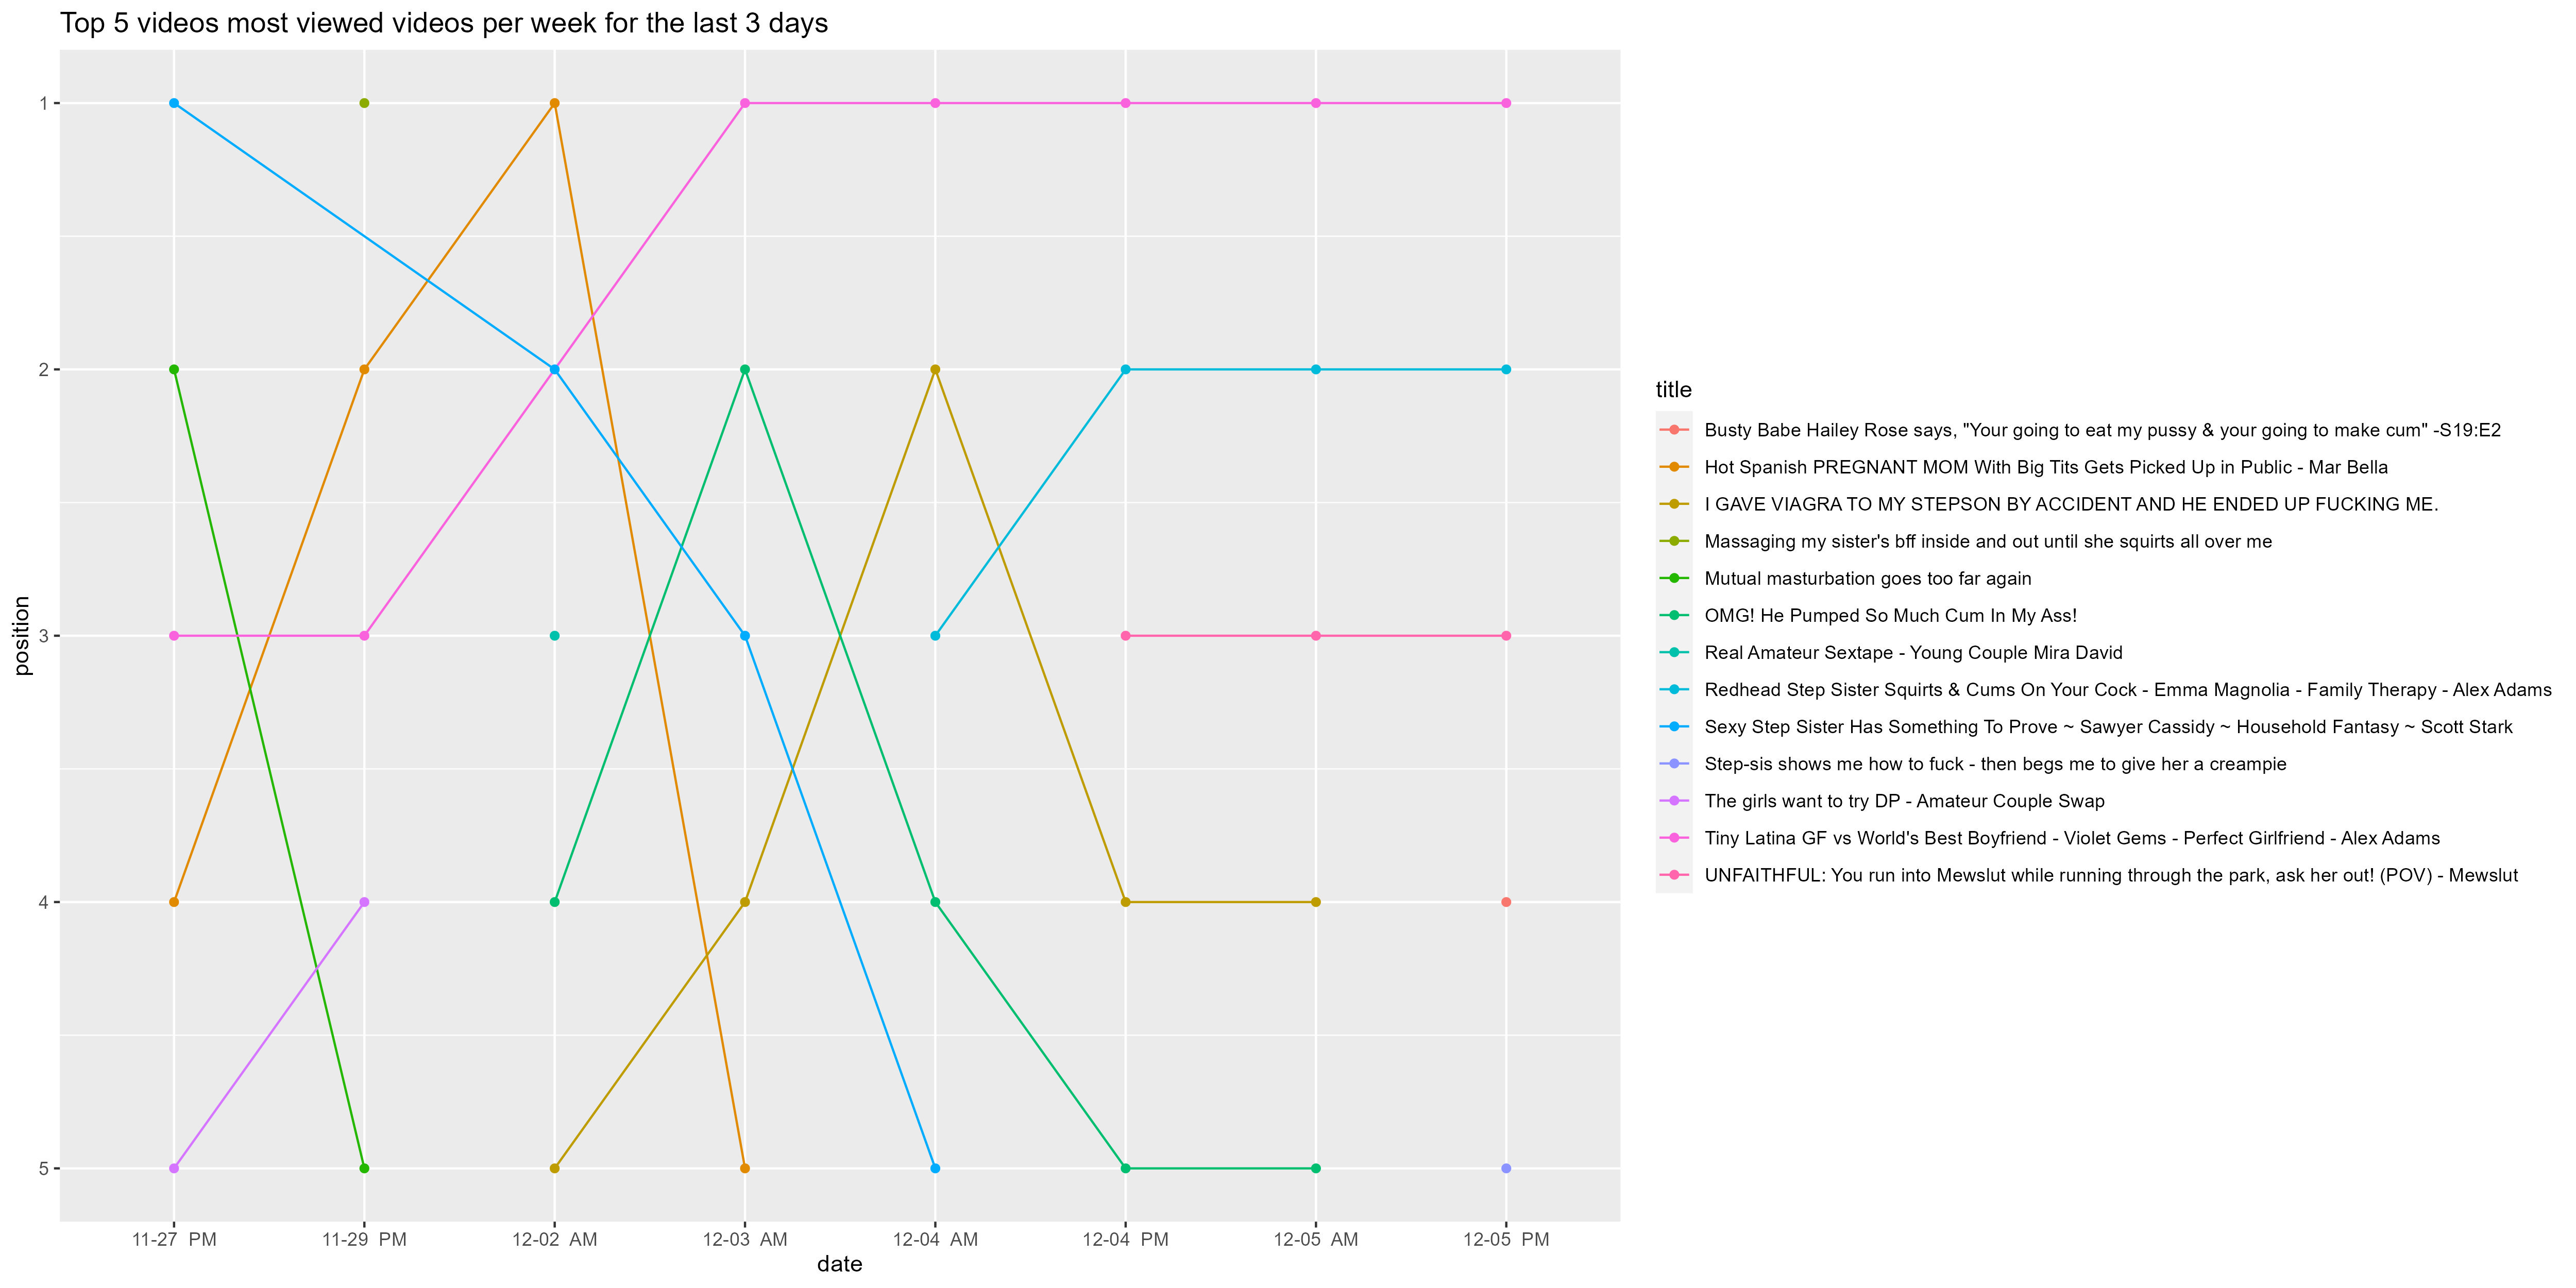 Top 5 videos most viewed videos per week for the last 3 days
position
1
2
3
4
5
11-27 PM
11-29 PM
12-02 AM
12-03 AM
12-04 AM
12-04 PM
12-05 AM
12-05 PM
date
title
Busty Babe Hailey Rose says, "Your going to eat my pussy & your going to make cum" -S19:E2
Hot Spanish PREGNANT MOM With Big Tits Gets Picked Up in Public - Mar Bella
I GAVE VIAGRA TO MY STEPSON BY ACCIDENT AND HE ENDED UP FUCKING ME.
Massaging my sister's bff inside and out until she squirts all over me
Mutual masturbation goes too far again
OMG! He Pumped So Much Cum In My Ass!
Real Amateur Sextape - Young Couple Mira David
Redhead Step Sister Squirts & Cums On Your Cock - Emma Magnolia - Family Therapy - Alex Adams
Sexy Step Sister Has Something To Prove ~ Sawyer Cassidy ~ Household Fantasy ~ Scott Stark
Step-sis shows me how to fuck - then begs me to give her a creampie
The girls want to try DP - Amateur Couple Swap
Tiny Latina GF vs World's Best Boyfriend - Violet Gems - Perfect Girlfriend - Alex Adams
UNFAITHFUL: You run into Mewslut while running through the park, ask her out! (POV) - Mewslut